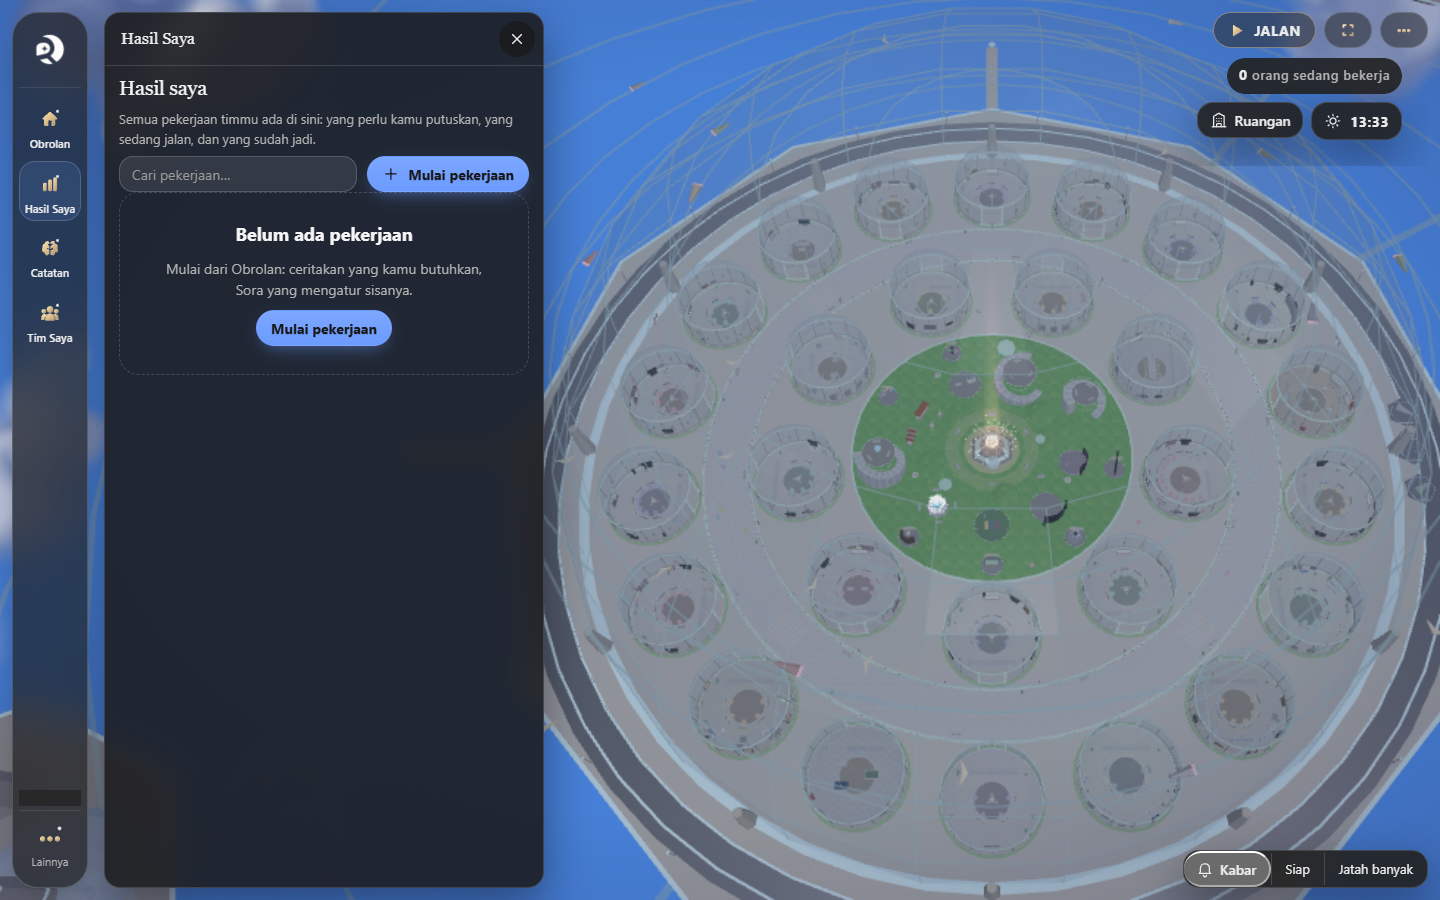 Hasil Saya
Hasil saya
Semua pekerjaan timmu ada di sini: yang perlu kamu putuskan, yang
sedang jalan, dan yang sudah jadi.
Cari pekerjaan...
Mulai pekerjaan
Belum ada pekerjaan
Mulai dari Obrolan: ceritakan yang kamu butuhkan,
Sora yang mengatur sisanya.
Mulai pekerjaan
Obrolan
Hasil Saya
Catatan
Tim Saya
Lainnya
JALAN
0 orang sedang bekerja
Ruangan
13:33
Kabar
Siap
Jatah banyak